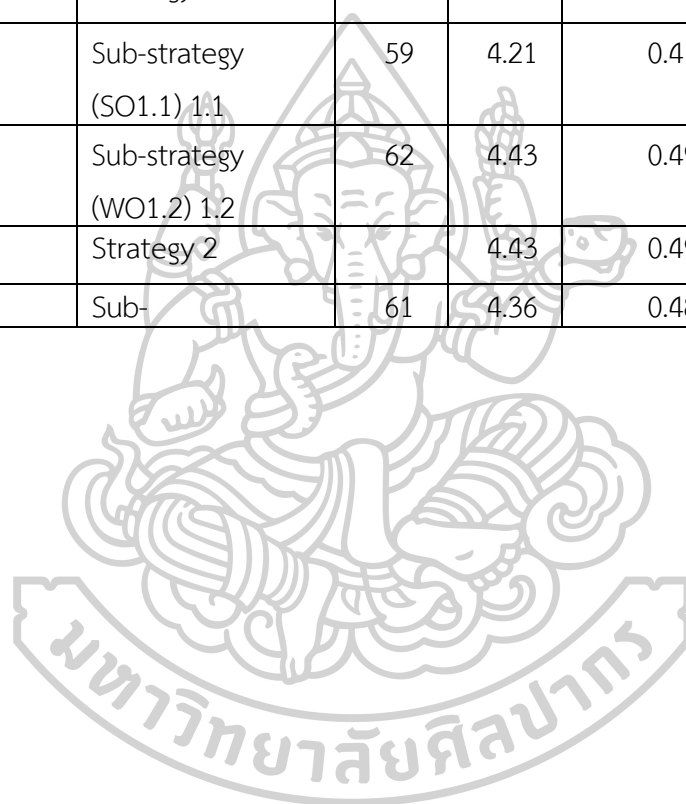 Sub-strategy 59 4.21
(SO1.1) 1.1
Sub-strategy 62 4.43
(WO1.2) 1.2
Strategy 2 4.43
Sub- 61 4.36
มหาวิทยาลัยศิลปากร